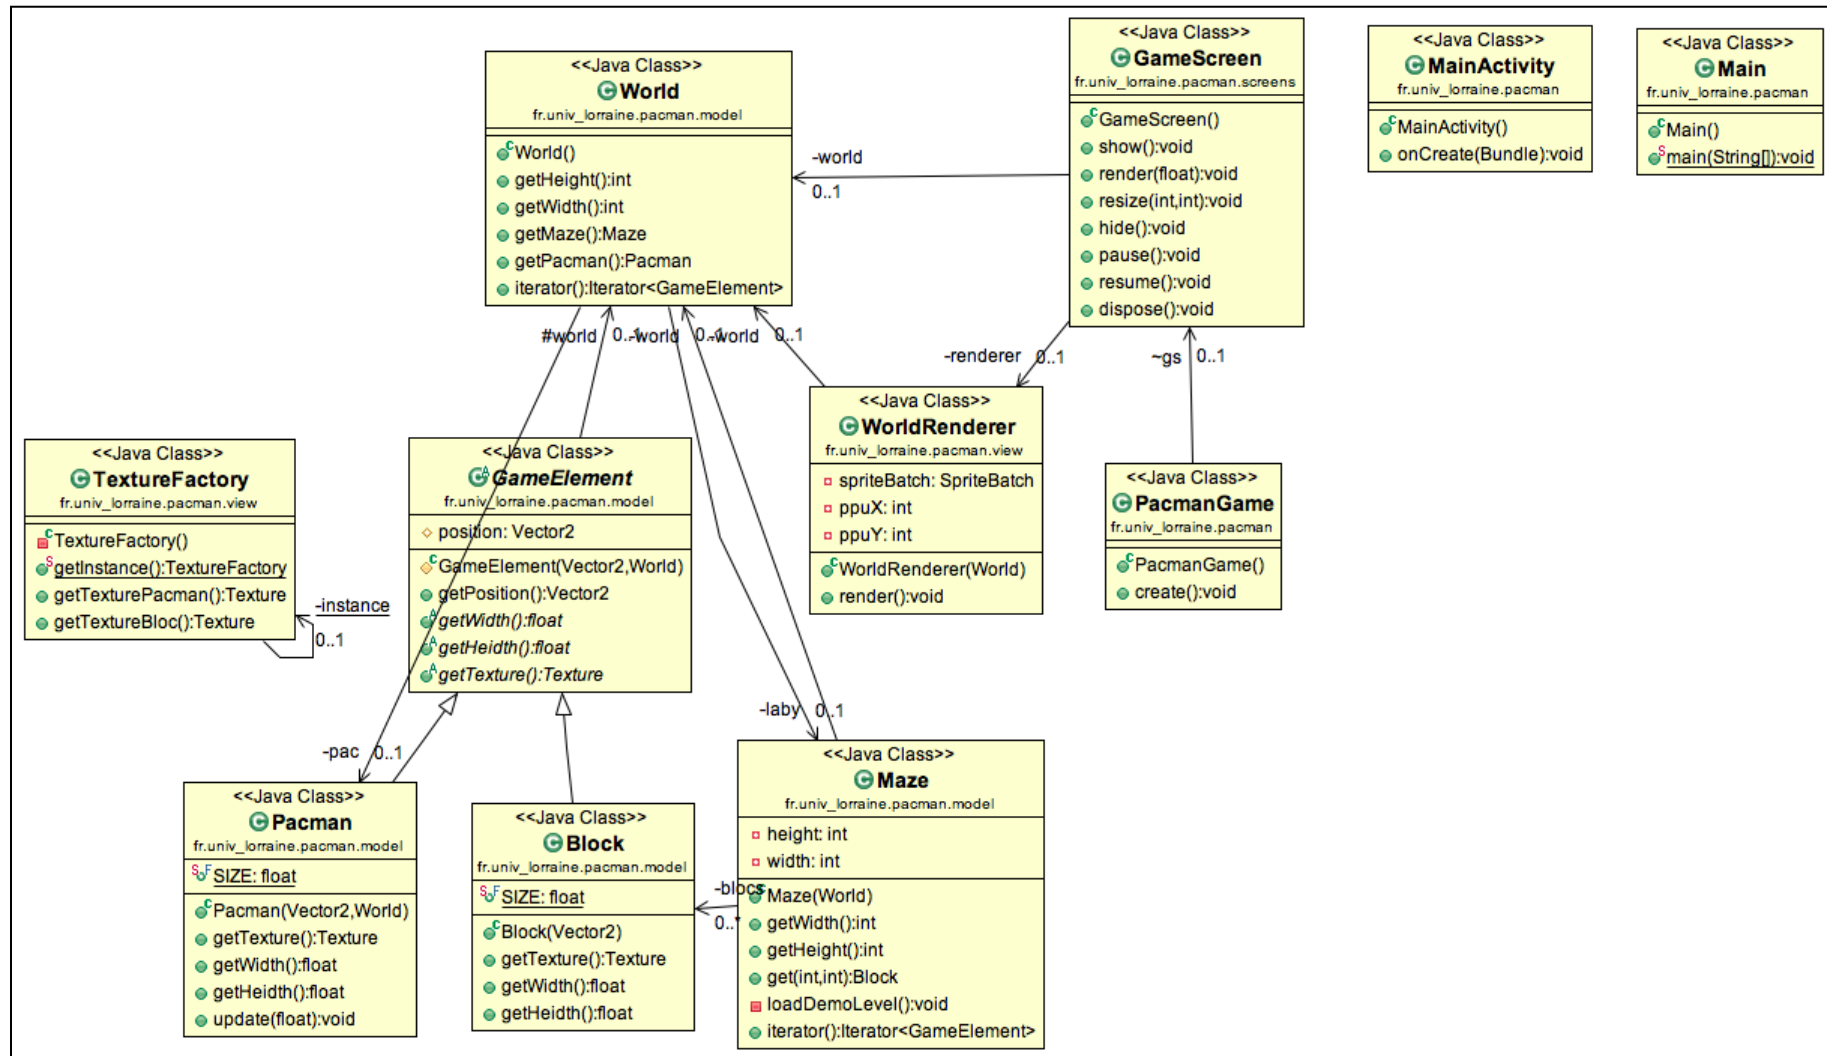 <<Java Class>>
World
fr.univ_lorraine.pacman.model
World()
getHeight():int
getWidth():int
getMaze():Maze
getPacman():Pacman
iterator():Iterator<GameElement>
<<Java Class>>
GameScreen
fr.univ_lorraine.pacman.screens
GameScreen()
show():void
render(float):void
resize(int,int):void
hide():void
pause():void
resume():void
dispose():void
<<Java Class>>
MainActivity
fr.univ_lorraine.pacman
MainActivity()
onCreate(Bundle):void
<<Java Class>>
Main
fr.univ_lorraine.pacman
Main()
main(String[]):void
-world
0..1
#world 0..1
-world 0..1
-world 0..1
-renderer 0..1
~gs 0..1
<<Java Class>>
TextureFactory
fr.univ_lorraine.pacman.view
TextureFactory()
getInstance():TextureFactory
getTexturePacman():Texture
getTextureBloc():Texture
-instance
0..1
<<Java Class>>
GameElement
fr.univ_lorraine.pacman.model
position: Vector2
GameElement(Vector2,World)
getPosition():Vector2
getWidth():float
getHeidth():float
getTexture():Texture
<<Java Class>>
WorldRenderer
fr.univ_lorraine.pacman.view
spriteBatch: SpriteBatch
ppuX: int
ppuY: int
WorldRenderer(World)
render():void
<<Java Class>>
PacmanGame
fr.univ_lorraine.pacman
PacmanGame()
create():void
-pac 0..1
-laby 0..1
<<Java Class>>
Pacman
fr.univ_lorraine.pacman.model
SIZE: float
Pacman(Vector2,World)
getTexture():Texture
getWidth():float
getHeidth():float
update(float):void
<<Java Class>>
Block
fr.univ_lorraine.pacman.model
SIZE: float
Block(Vector2)
getTexture():Texture
getWidth():float
getHeidth():float
-blocs
<<Java Class>>
Maze
fr.univ_lorraine.pacman.model
height: int
width: int
Maze(World)
getWidth():int
getHeight():int
get(int,int):Block
loadDemoLevel():void
iterator():Iterator<GameElement>